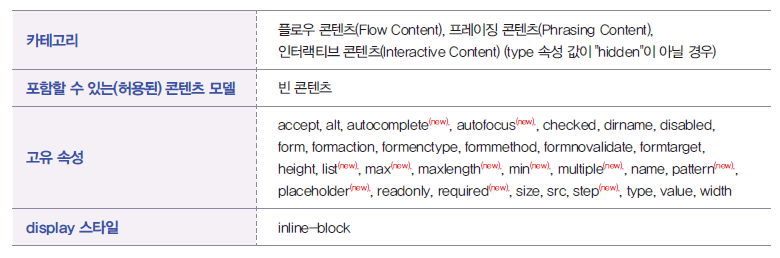 카테고리
플로우 콘텐츠(Flow Content), 프레이징 콘텐츠(Phrasing Content),
인터랙티브 콘텐츠(Interactive Content) (type 속성 값이 "hidden"이 아닐 경우)
포함할 수 있는(허용된) 콘텐츠 모델
빈 콘텐츠
고유 속성
accept, alt, autocomplete(new), autofocus(new), checked, dirname, disabled,
form, formaction, formenctype, formmethod, formnovalidate, formtarget,
height, list(new), max(new), maxlength(new), min(new), multiple(new), name, pattern(new),
placeholder(new), readonly, required(new), size, src, step(new), type, value, width
display 스타일
inline-block